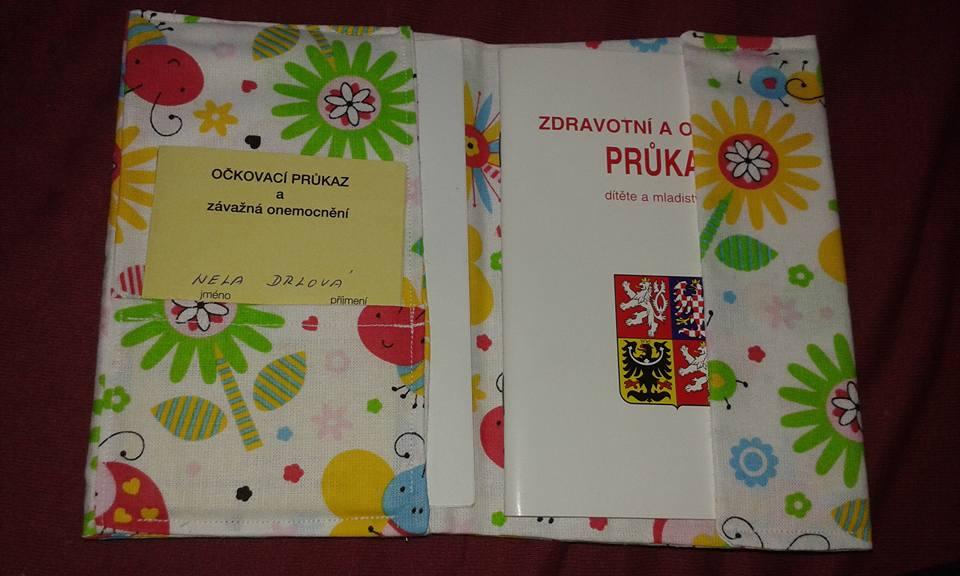 OČKOVACÍ PRŮKAZ
a
závažná onemocnění
NELA DRLOVÁ
jméno příjmení
ZDRAVOTNÍ A O
PRŮKA
dítěte a mladist